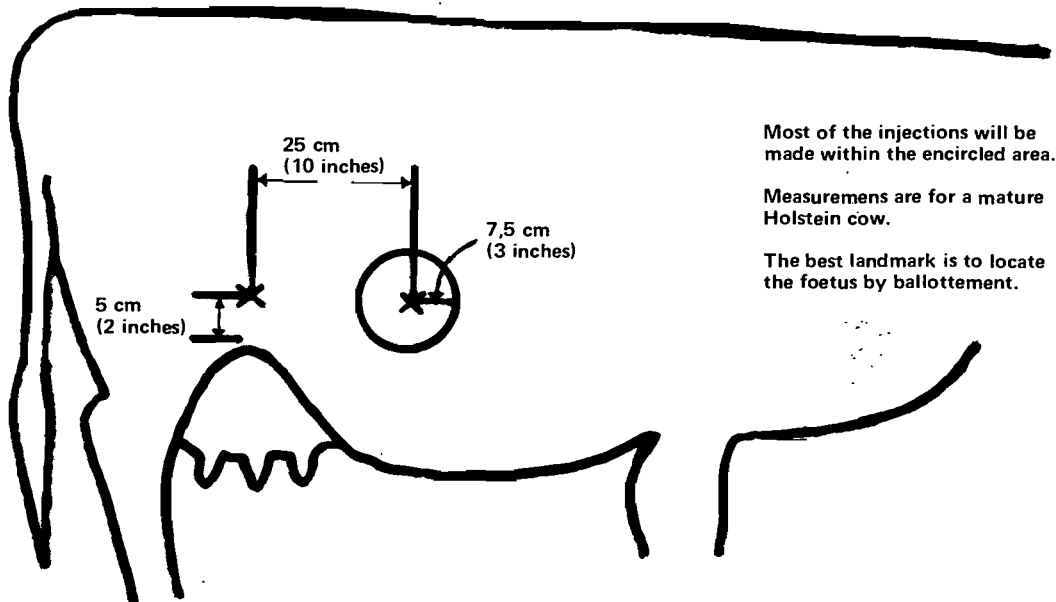 25 cm
(10 inches)
7,5 cm
(3 inches)
5 cm
(2 inches)
Most of the injections will be
made within the encircled area.
Measuremens are for a mature
Holstein cow.
The best landmark is to locate
the foetus by ballottement.